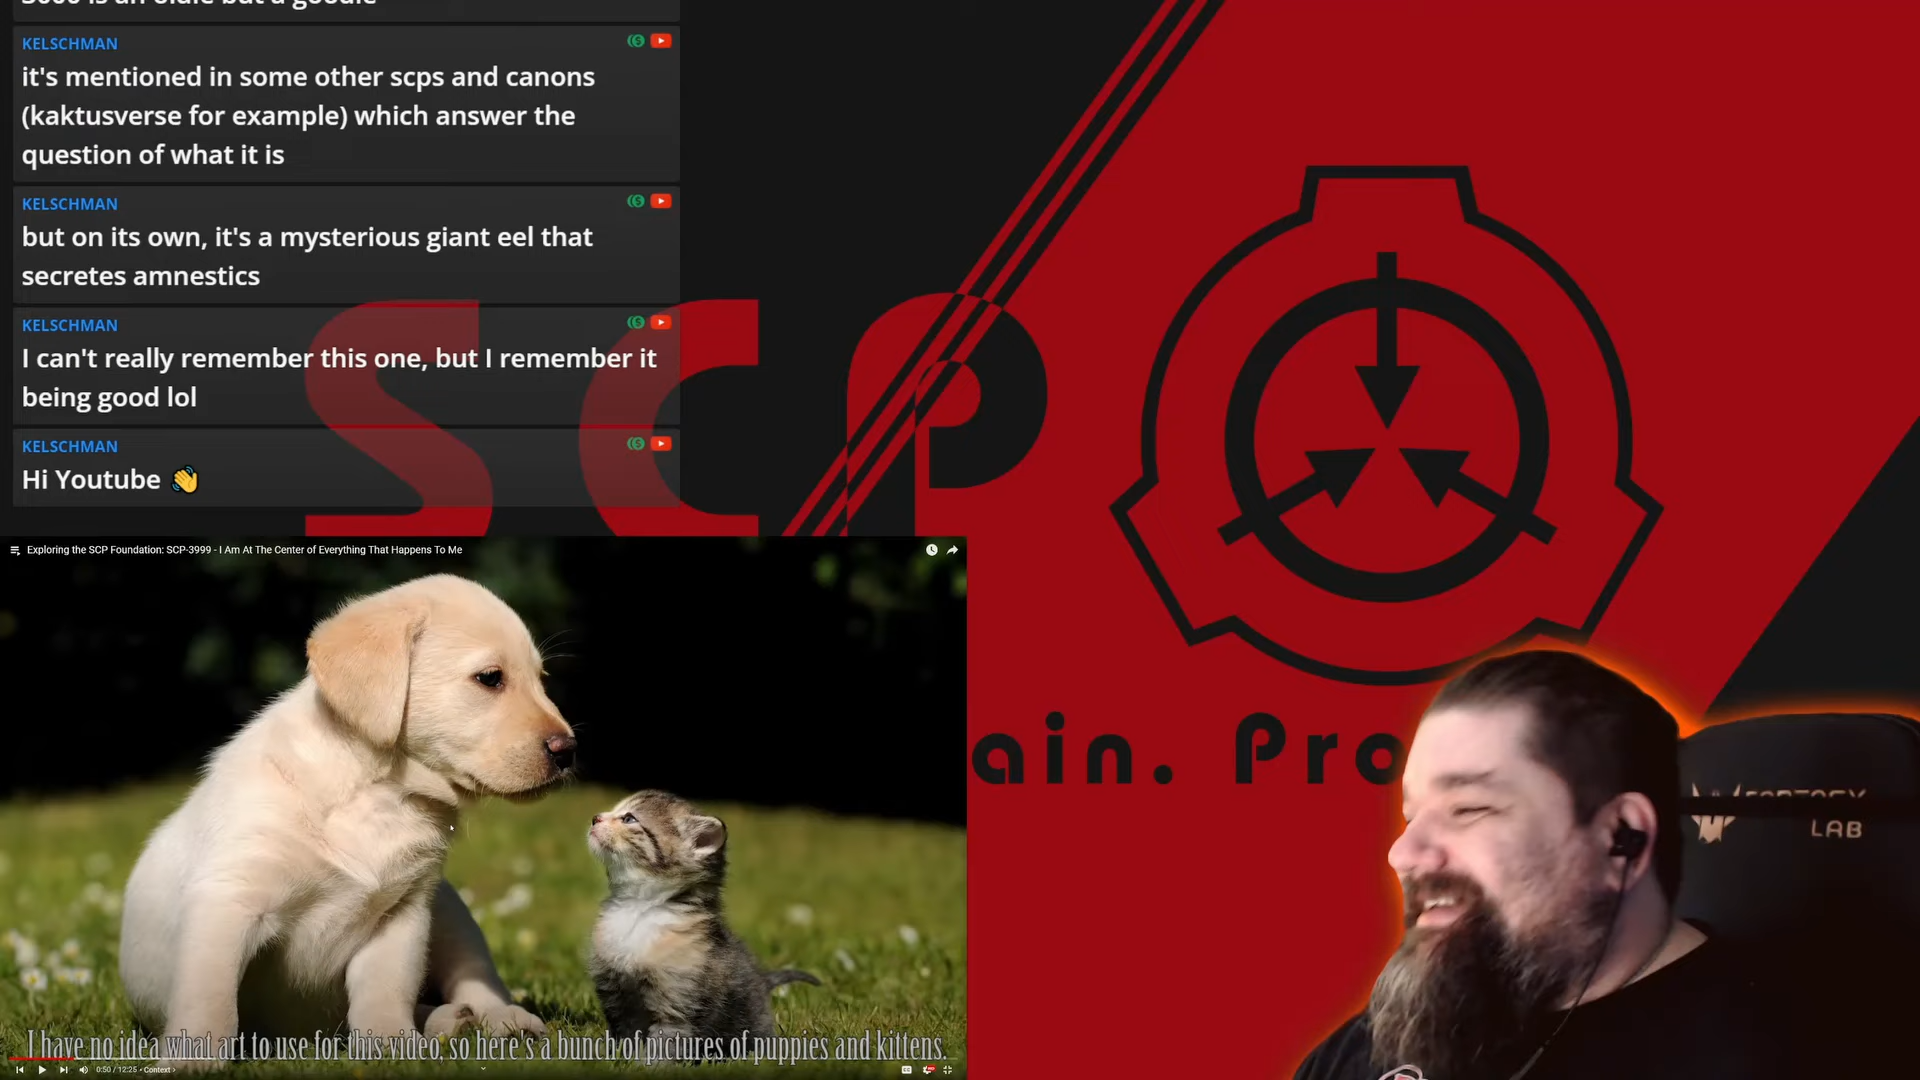 KELSCHMAN
it's mentioned in some other scps and canons
(kaktusverse for example) which answer the
question of what it is
KELSCHMAN
but on its own, it's a mysterious giant eel that
secretes amnestics
KELSCHMAN
I can't really remember this one, but I remember it
being good lol
KELSCHMAN
Hi Youtube 👋
SCP
ain. Pro
Exploring the SCP Foundation: SCP-3999 - I Am At The Center of Everything That Happens To Me
I have no idea what art to use for this video, so here's a bunch of pictures of puppies and kittens.
0:50 / 12:25 • Context ›
LAB